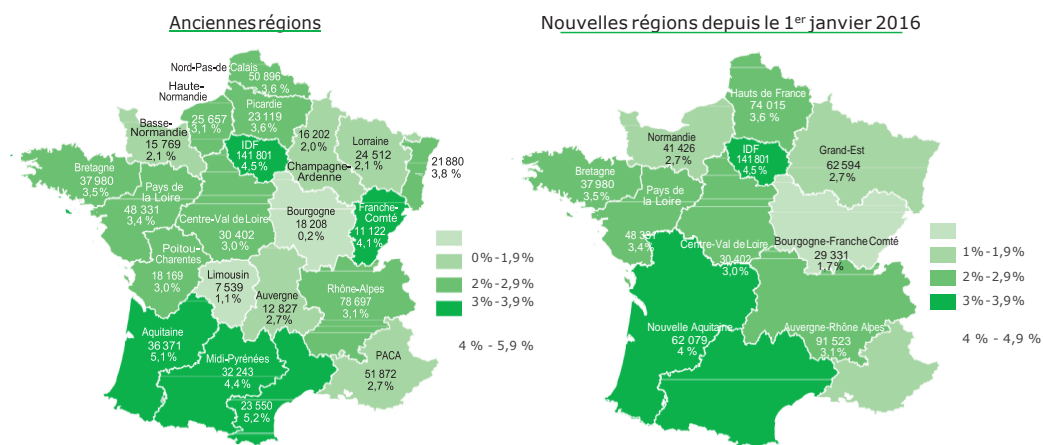 Anciennes régions
Nord-Pas-de Calais
50 896
3,6 %
Haute-
Normandie
25 657
3,1 %
Picardie
23 119
3,6 %
Basse-
Normandie
15 769
2,1 %
IDF
141 801
4,5 %
16 202
2,0 %
Champagne-
Ardenne
Lorraine
24 512
2,1 %
21 880
3,8 %
Bretagne
37 980
3,5 %
Pays de
la Loire
48 331
3,4 %
Centre-Val de Loire
30 402
3,0 %
Bourgogne
18 208
0,2 %
Franche-
Comté
11 122
4,1 %
Poitou-
Charentes
18 169
3,0 %
Limousin
7 539
1,1 %
Auvergne
12 827
2,7 %
Rhône-Alpes
78 697
3,1 %
Aquitaine
36 371
5,1 %
Midi-Pyrénées
32 243
4,4 %
23 550
5,2 %
PACA
51 872
2,7 %
0% -1,9 %
2% -2,9 %
3% -3,9 %
4 % - 5,9 %
Nouvelles régions depuis le 1er janvier 2016
Hauts de France
74 015
3,6 %
Normandie
41 426
2,7 %
IDF
141 801
4,5 %
Grand-Est
62 594
2,7 %
Bretagne
37 980
3,5 %
Pays de
la Loire
48 331
3,4 %
Centre-Val de Loire
30 402
3,0 %
Bourgogne-Franche Comté
29 331
1,7 %
Nouvelle Aquitaine
62 079
4 %
Auvergne-Rhône Alpes
91 523
3,1 %
1% -1,9 %
2% -2,9 %
3% -3,9 %
4 % - 4,9 %